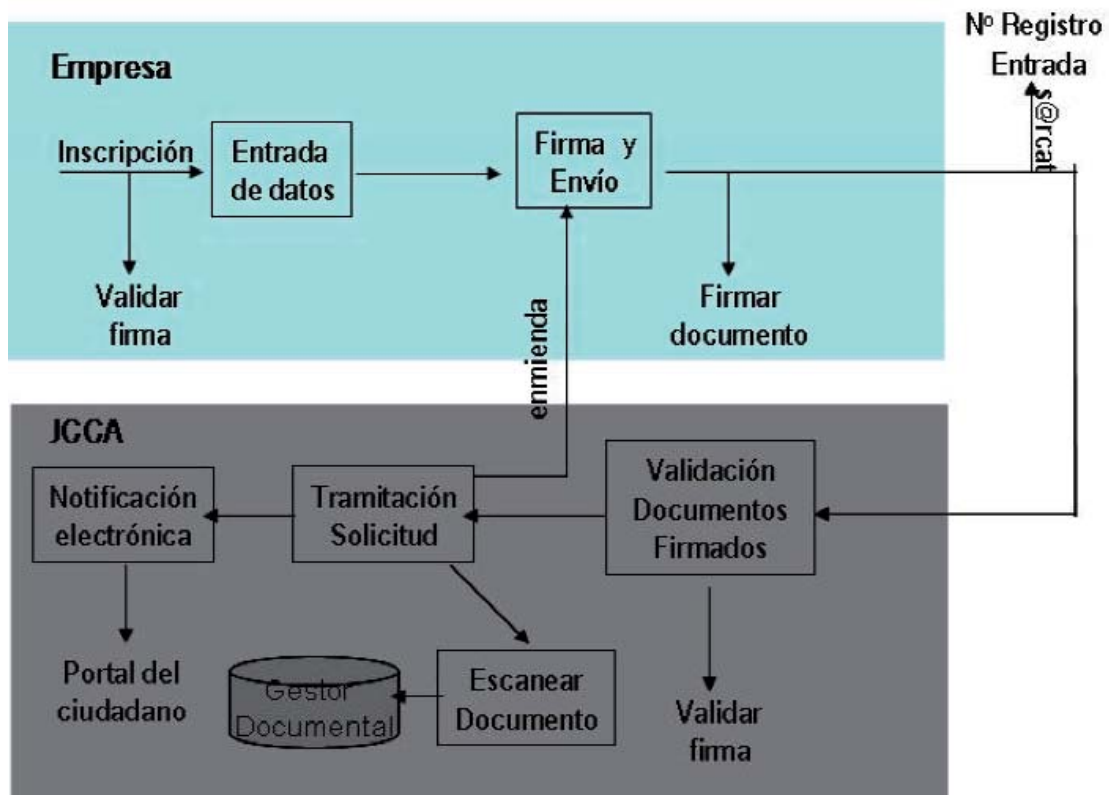 Nº Registro
Entrada
s@rcat
Empresa
Inscripción
Entrada
de datos
Firma y
Envío
Validar
firma
Firmar
documento
enmienda
JCCA
Notificación
electrónica
Tramitación
Solicitud
Validación
Documentos
Firmados
Portal del
ciudadano
Gestor
Documental
Escanear
Documento
Validar
firma